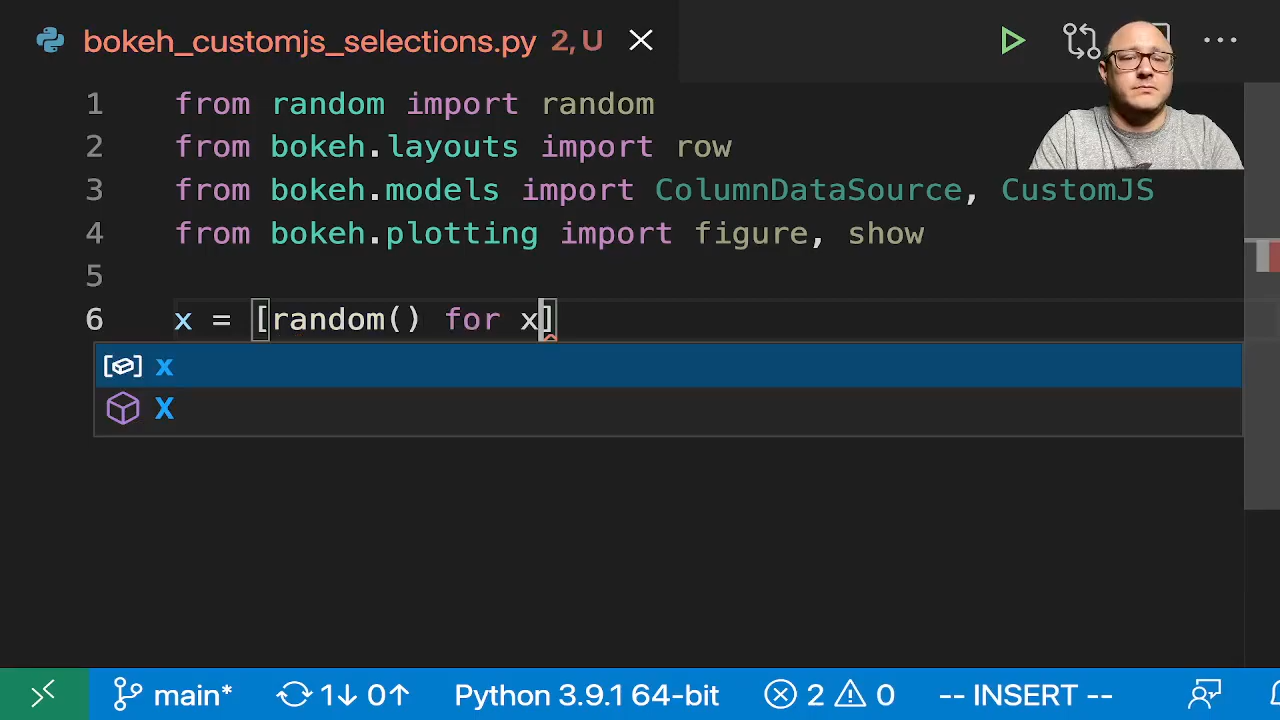 bokeh_customjs_selections.py 2, U
1 from random import random
2 from bokeh.layouts import row
3 from bokeh.models import ColumnDataSource, CustomJS
4 from bokeh.plotting import figure, show
5
6 x = [random() for x]
x
X
main* 1↓ 0↑ Python 3.9.1 64-bit 2 0 -- INSERT --